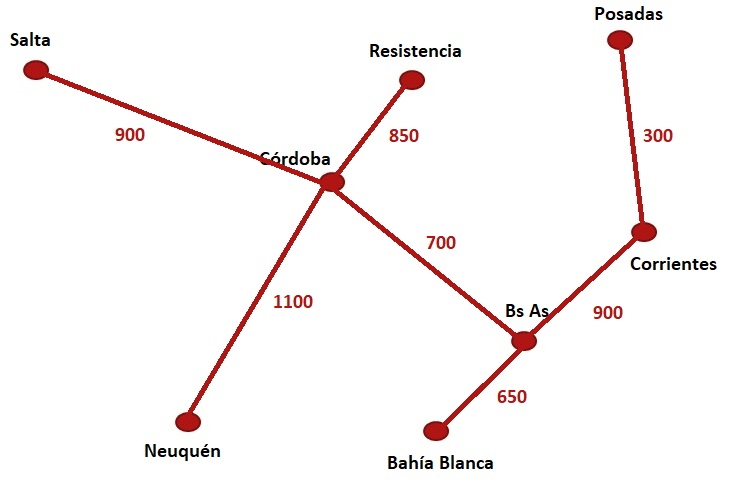 Posadas
Salta
Resistencia
900
850
300
Córdoba
700
Corrientes
1100
Bs As
900
650
Neuquén
Bahía Blanca